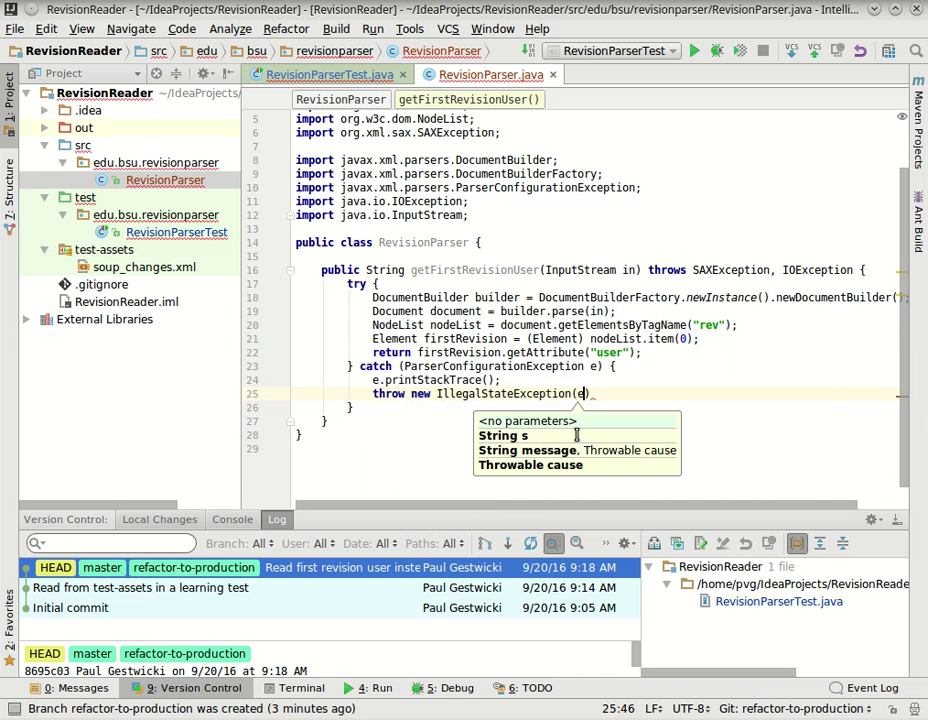 RevisionReader - [~/IdeaProjects/RevisionReader] - [RevisionReader] - ~/IdeaProjects/RevisionReader/src/edu/bsu/revisionparser/RevisionParser.java - Intelli...
File Edit View Navigate Code Analyze Refactor Build Run Tools VCS Window Help
RevisionReader src edu bsu revisionparser RevisionParser RevisionParserTest VCS VCS
1: Project
7: Structure
2: Favorites
Project
RevisionReader ~/IdeaProjects/
.idea
out
src
edu.bsu.revisionparser
RevisionParser
test
edu.bsu.revisionparser
RevisionParserTest
test-assets
soup_changes.xml
.gitignore
RevisionReader.iml
External Libraries
RevisionParserTest.java RevisionParser.java
RevisionParser getFirstRevisionUser()
5 import org.w3c.dom.NodeList;
6 import org.xml.sax.SAXException;
7
8 import javax.xml.parsers.DocumentBuilder;
9 import javax.xml.parsers.DocumentBuilderFactory;
10 import javax.xml.parsers.ParserConfigurationException;
11 import java.io.IOException;
12 import java.io.InputStream;
13
14 public class RevisionParser {
15
16 public String getFirstRevisionUser(InputStream in) throws SAXException, IOException {
17 try {
18 DocumentBuilder builder = DocumentBuilderFactory.newInstance().newDocumentBuilder();
19 Document document = builder.parse(in);
20 NodeList nodeList = document.getElementsByTagName("rev");
21 Element firstRevision = (Element) nodeList.item(0);
22 return firstRevision.getAttribute("user");
23 } catch (ParserConfigurationException e) {
24 e.printStackTrace();
25 throw new IllegalStateException(e)
26 }
27 }
28 }
29
<no parameters>
String s
String message, Throwable cause
Throwable cause
Maven Projects
Ant Build
Version Control: Local Changes Console Log
Branch: All User: All Date: All Paths: All
HEAD master refactor-to-production Read first revision user inste Paul Gestwicki 9/20/16 9:18 AM
Read from test-assets in a learning test Paul Gestwicki 9/20/16 9:14 AM
Initial commit Paul Gestwicki 9/20/16 9:05 AM
HEAD master refactor-to-production
8695c03 Paul Gestwicki on 9/20/16 at 9:18 AM
RevisionReader 1 file
/home/pvg/IdeaProjects/RevisionReade
RevisionParserTest.java
0: Messages 9: Version Control Terminal 4: Run 5: Debug 6: TODO Event Log
Branch refactor-to-production was created (3 minutes ago) 25:46 LF UTF-8 Git: refactor-to-production